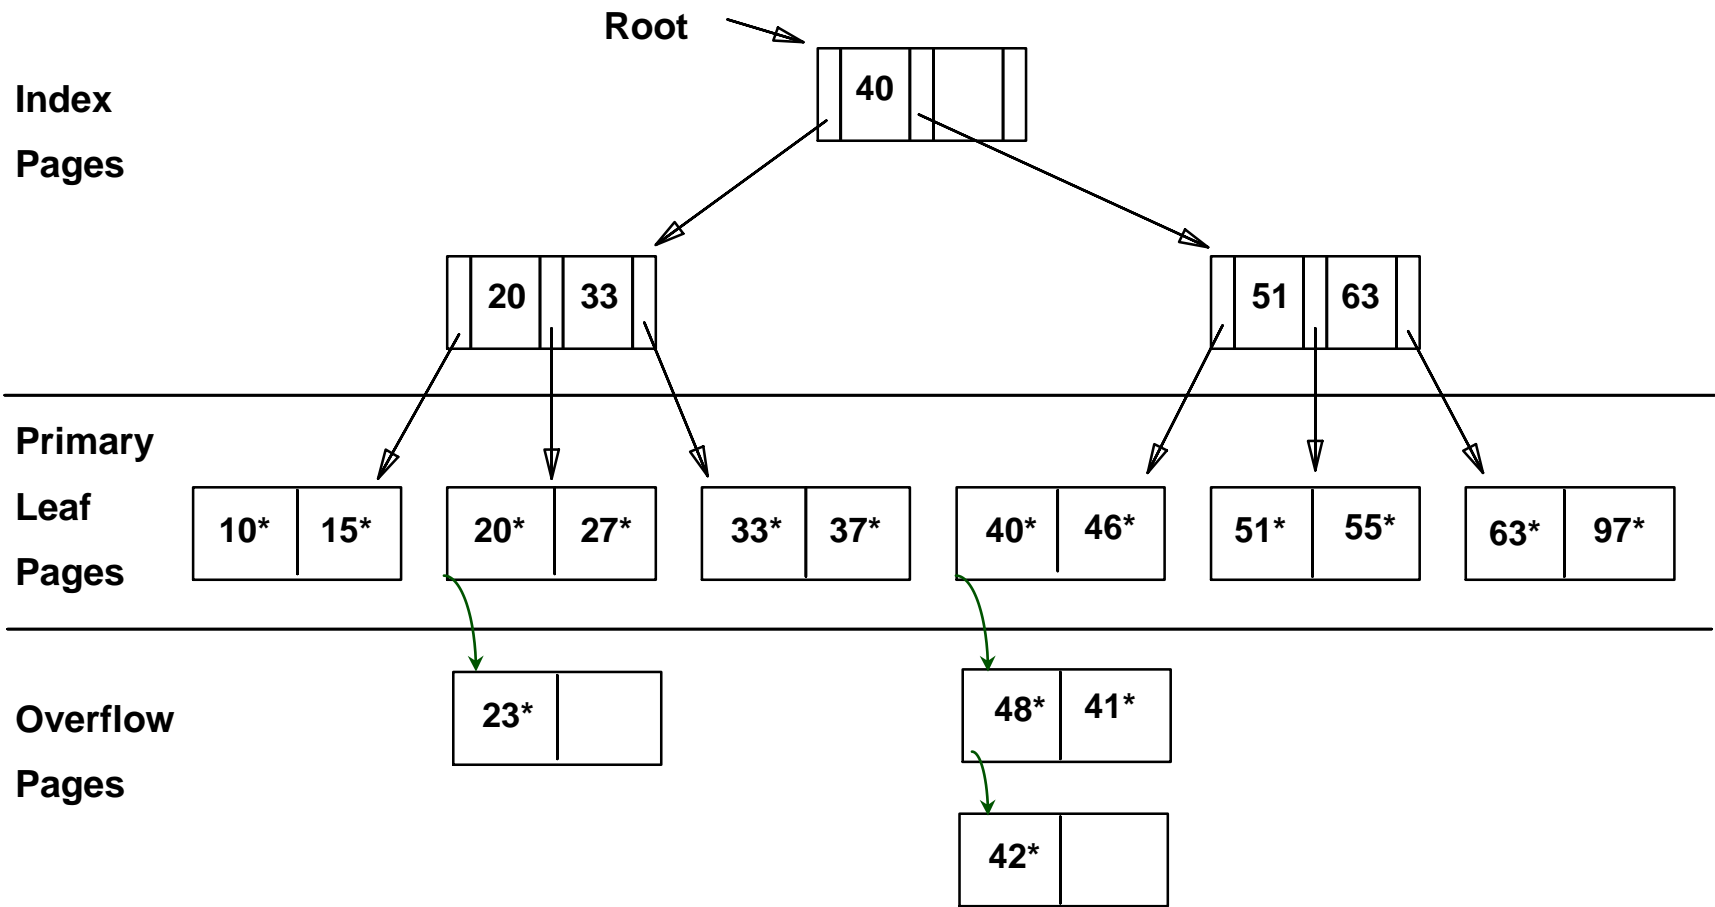 Root
Index
Pages
40
20 33
51 63
Primary
Leaf
Pages
10* 15*
20* 27*
33* 37*
40* 46*
51* 55*
63* 97*
Overflow
Pages
23*
48* 41*
42*